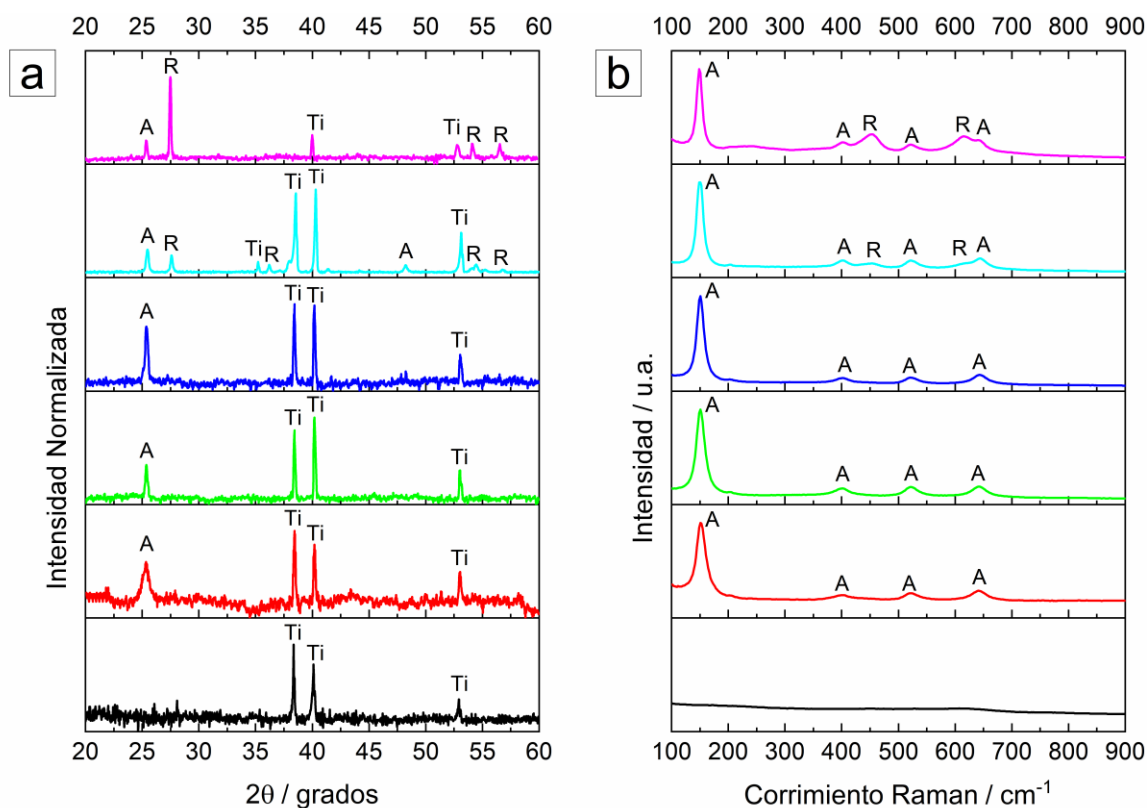 20 25 30 35 40 45 50 55 60
a
R
A
Ti
Ti
R
R
Ti
Ti
Ti
A
R
Ti
R
A
R
R
Ti
Ti
A
Ti
Ti
Ti
A
Ti
Ti
Ti
A
Ti
Ti
Ti
Ti
Ti
20 25 30 35 40 45 50 55 60
2θ / grados
Intensidad Normalizada
100 200 300 400 500 600 700 800 900
b
A
A
R
A
R
A
A
A
R
A
R
A
A
A
A
A
A
A
A
A
A
A
A
A
100 200 300 400 500 600 700 800 900
Corrimiento Raman / cm⁻¹
Intensidad / u.a.